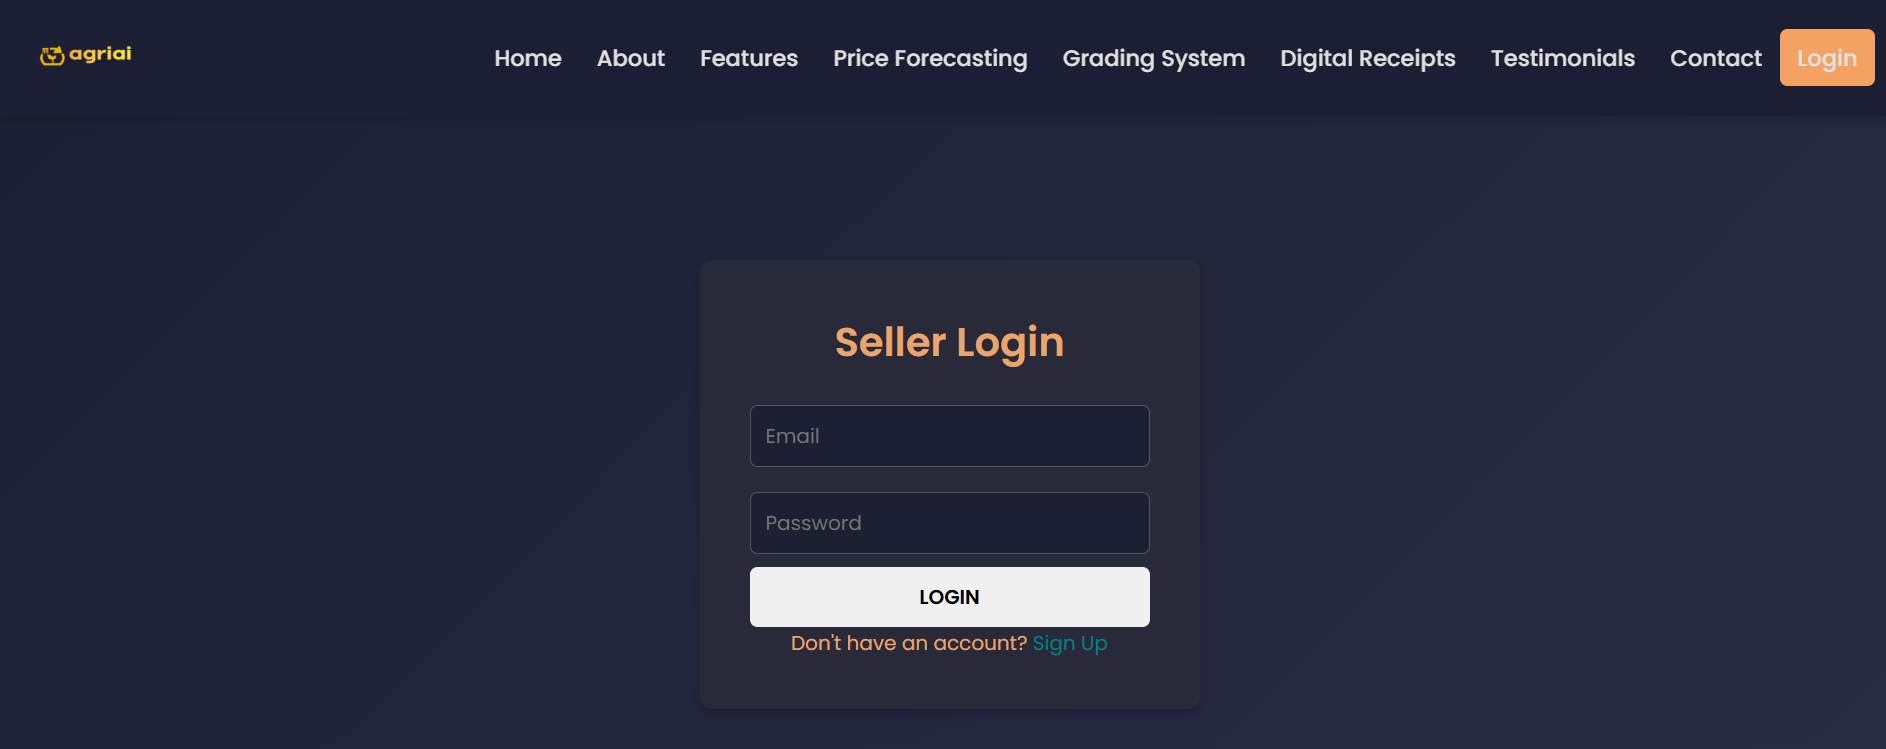 agriai
Home About Features Price Forecasting Grading System Digital Receipts Testimonials Contact Login
Seller Login
Email
Password
LOGIN
Don't have an account? Sign Up